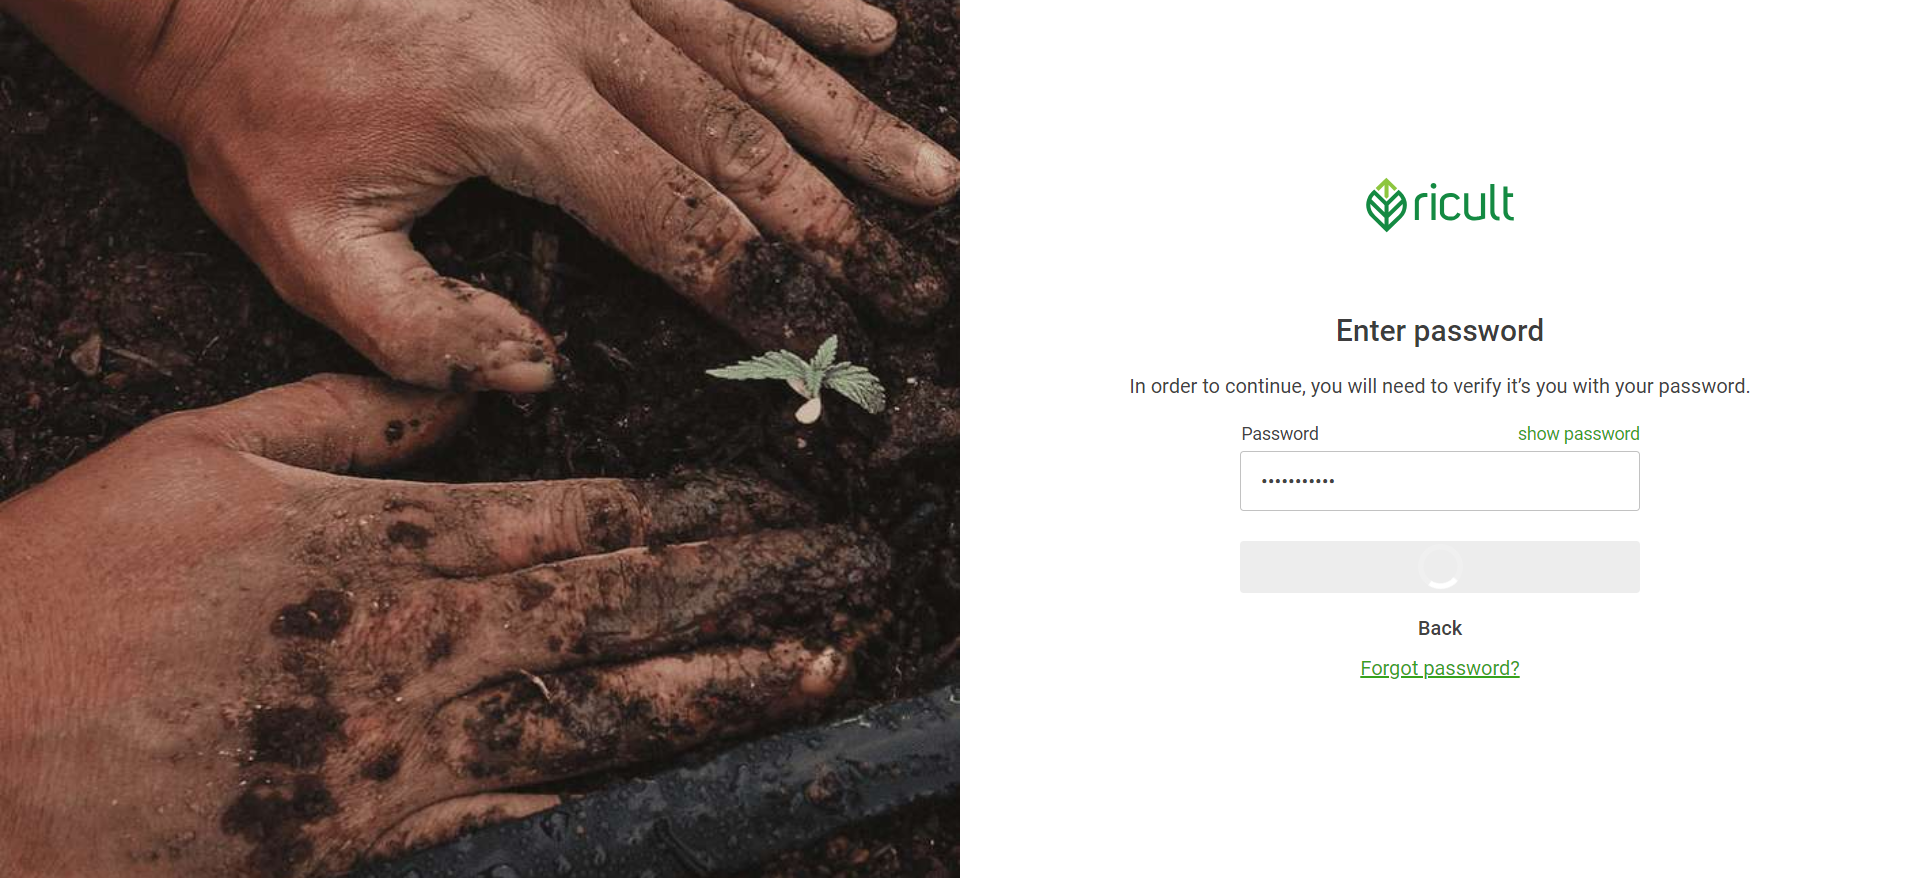 ricult
Enter password
In order to continue, you will need to verify it’s you with your password.
Password
show password
•••••••••••
Back
Forgot password?